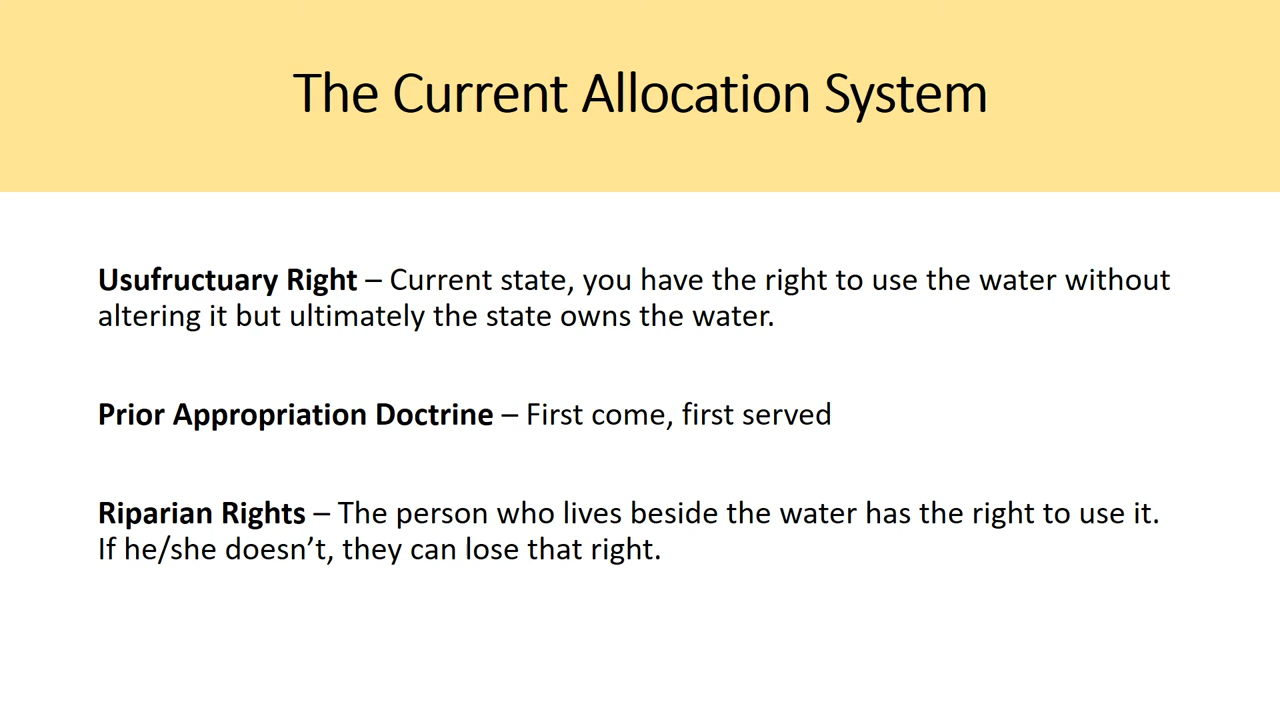 The Current Allocation System
Usufructuary Right – Current state, you have the right to use the water without
altering it but ultimately the state owns the water.
Prior Appropriation Doctrine – First come, first served
Riparian Rights – The person who lives beside the water has the right to use it.
If he/she doesn’t, they can lose that right.